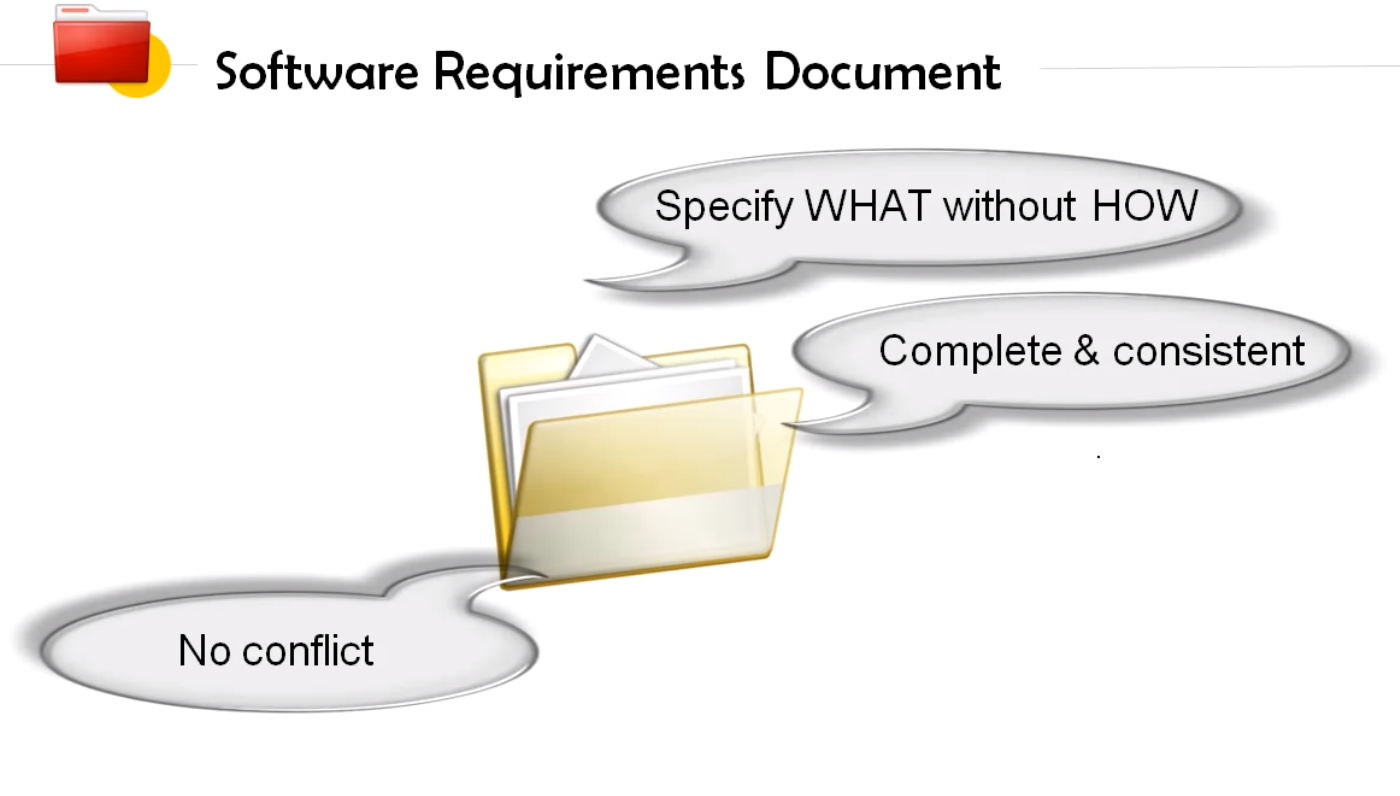 Software Requirements Document
Specify WHAT without HOW
Complete & consistent
No conflict